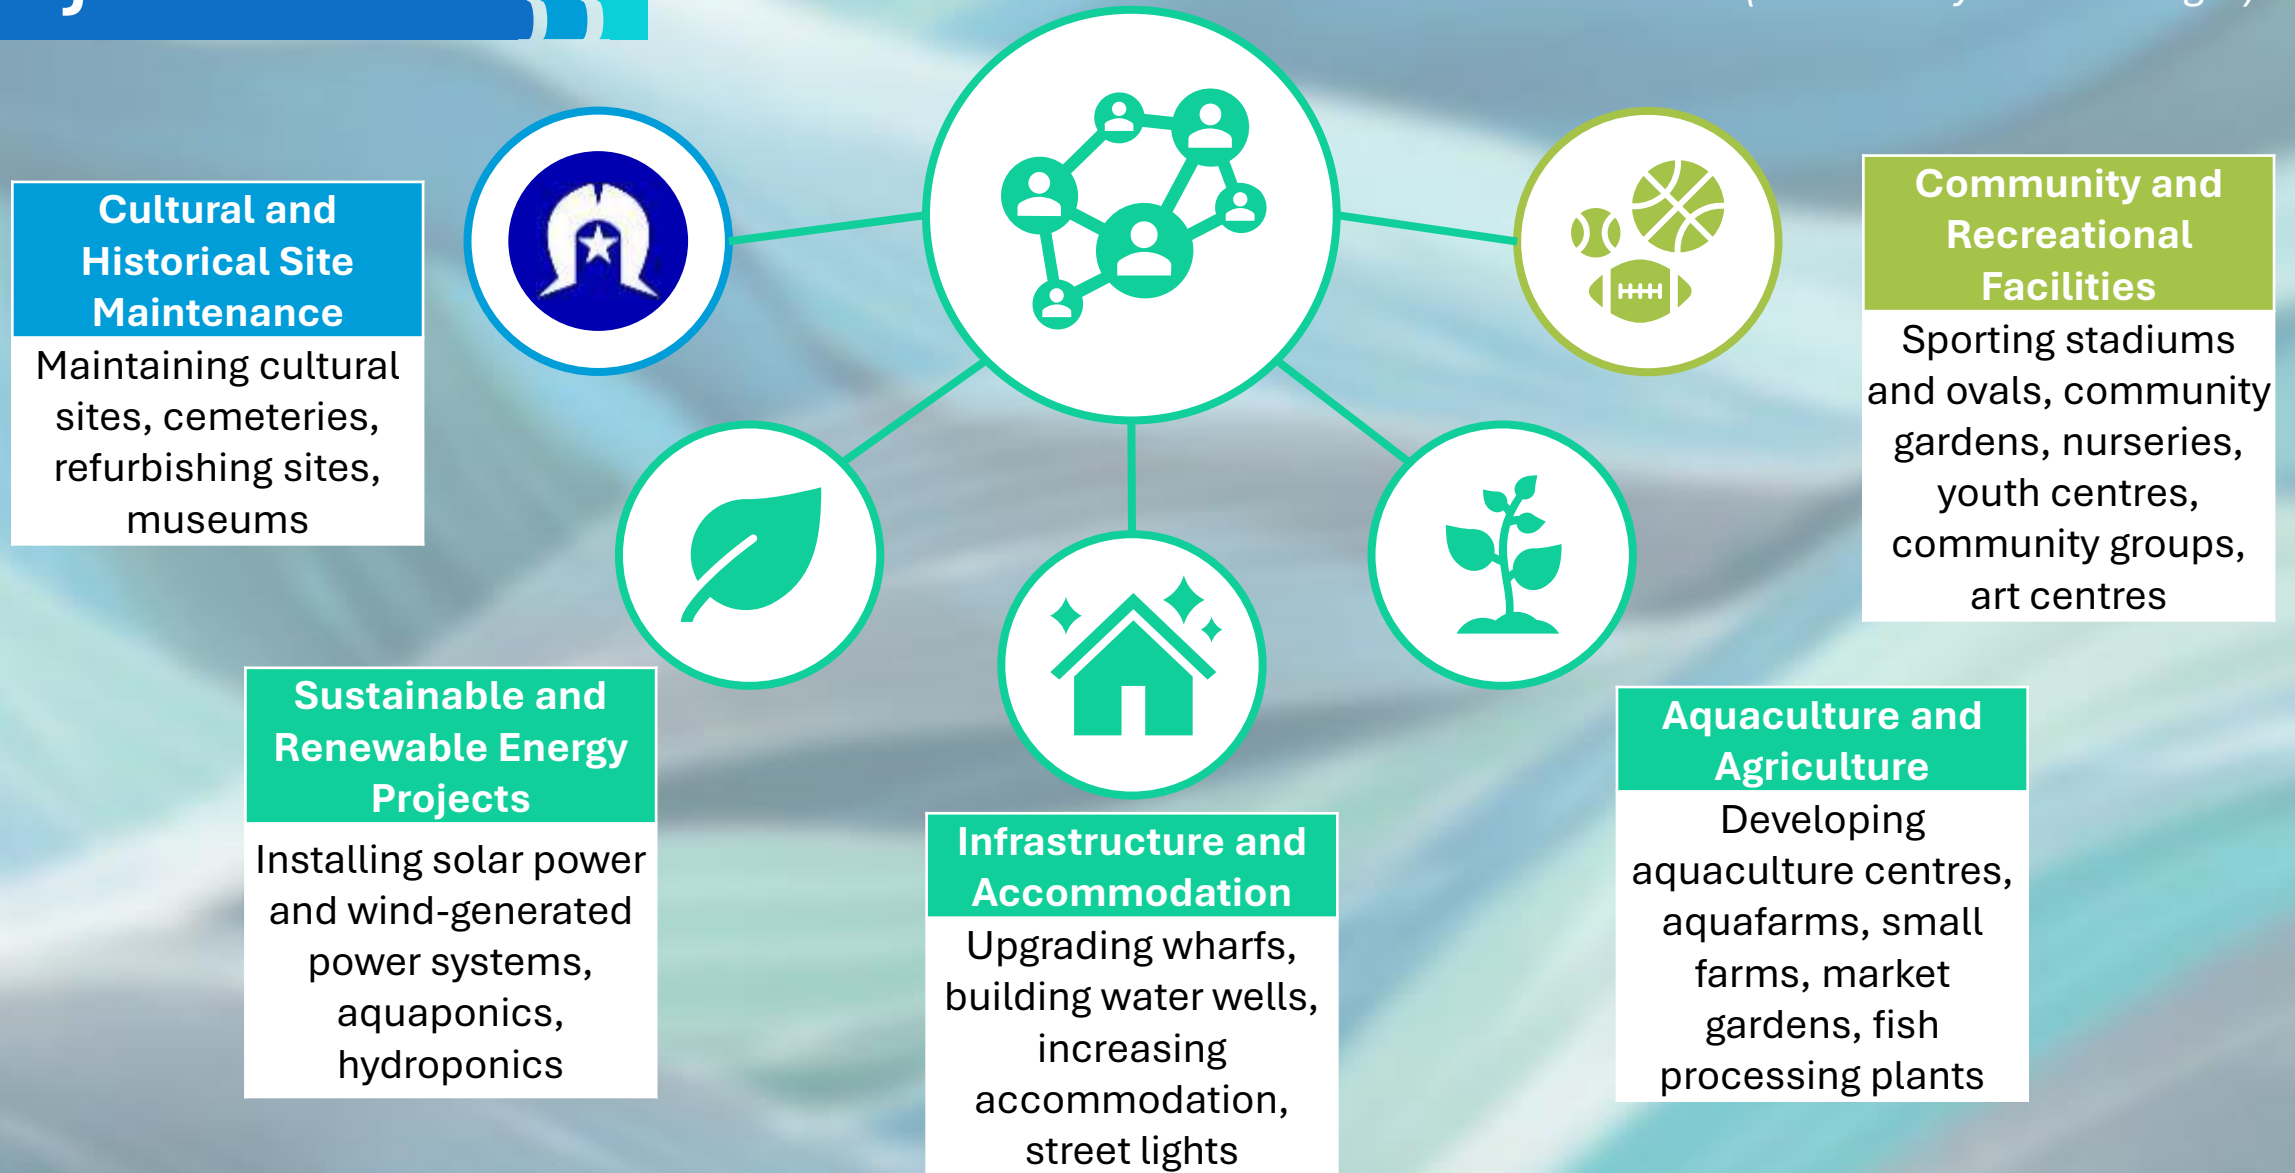 Cultural and
Historical Site
Maintenance
Maintaining cultural
sites, cemeteries,
refurbishing sites,
museums
Sustainable and
Renewable Energy
Projects
Installing solar power
and wind-generated
power systems,
aquaponics,
hydroponics
Infrastructure and
Accommodation
Upgrading wharfs,
building water wells,
increasing
accommodation,
street lights
Aquaculture and
Agriculture
Developing
aquaculture centres,
aquafarms, small
farms, market
gardens, fish
processing plants
Community and
Recreational
Facilities
Sporting stadiums
and ovals, community
gardens, nurseries,
youth centres,
community groups,
art centres